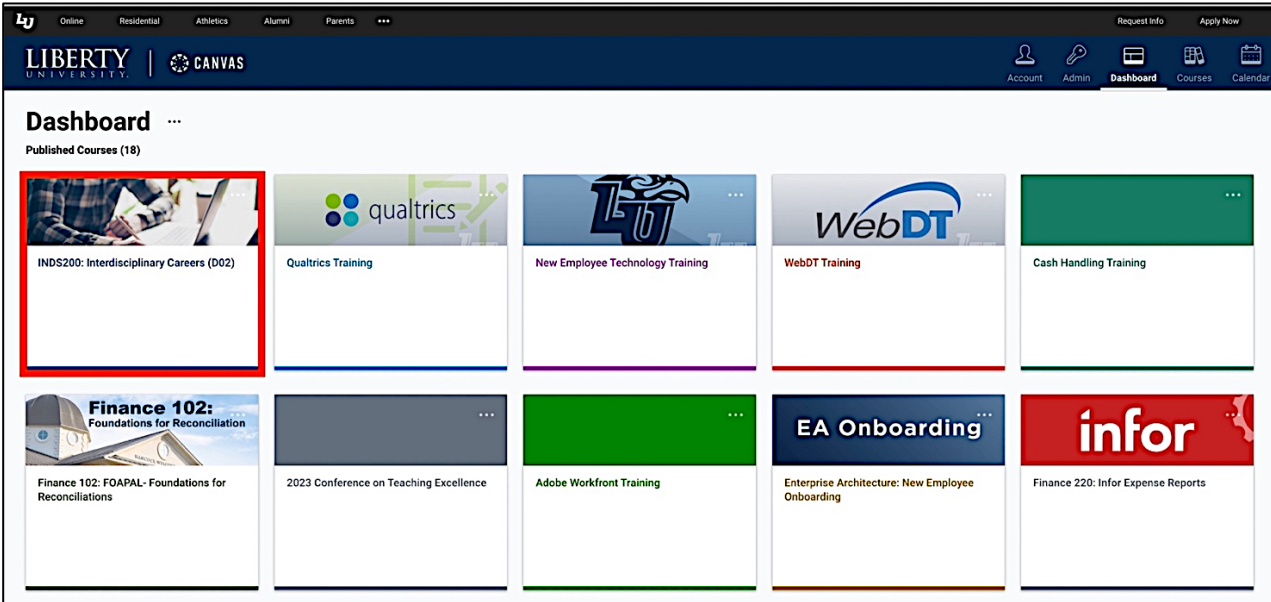 LU Online Residential Athletics Alumni Parents ••• Request Info Apply Now
LIBERTY
UNIVERSITY.
CANVAS
Account Admin Dashboard Courses Calendar
Dashboard ...
Published Courses (18)
qualtrics
LU
WebDT
INDS200: Interdisciplinary Careers (D02)
Qualtrics Training
New Employee Technology Training
WebDT Training
Cash Handling Training
Finance 102:
Foundations for Reconciliation
EA Onboarding
infor
Finance 102: FOAPAL- Foundations for
Reconciliations
2023 Conference on Teaching Excellence
Adobe Workfront Training
Enterprise Architecture: New Employee
Onboarding
Finance 220: Infor Expense Reports